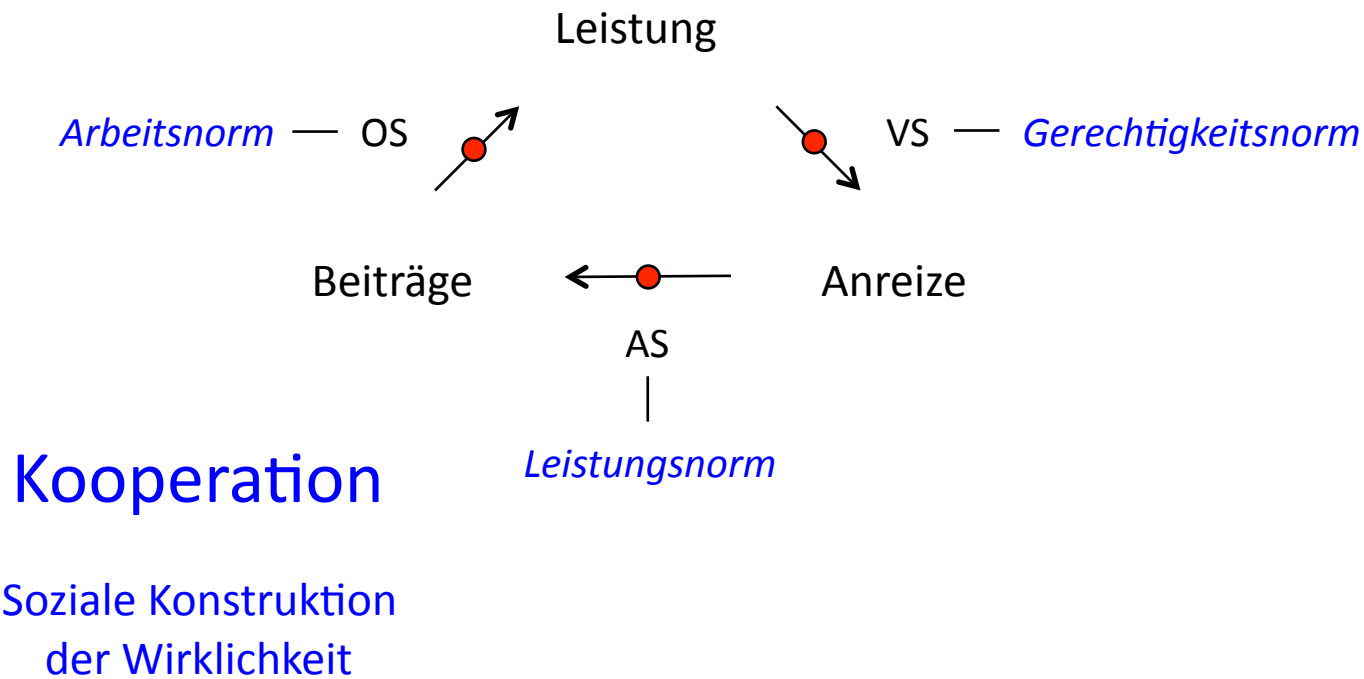 Leistung
Arbeitsnorm — OS
VS — Gerechtigkeitsnorm
Beiträge
Anreize
AS
Leistungsnorm
Kooperation
Soziale Konstruktion
der Wirklichkeit